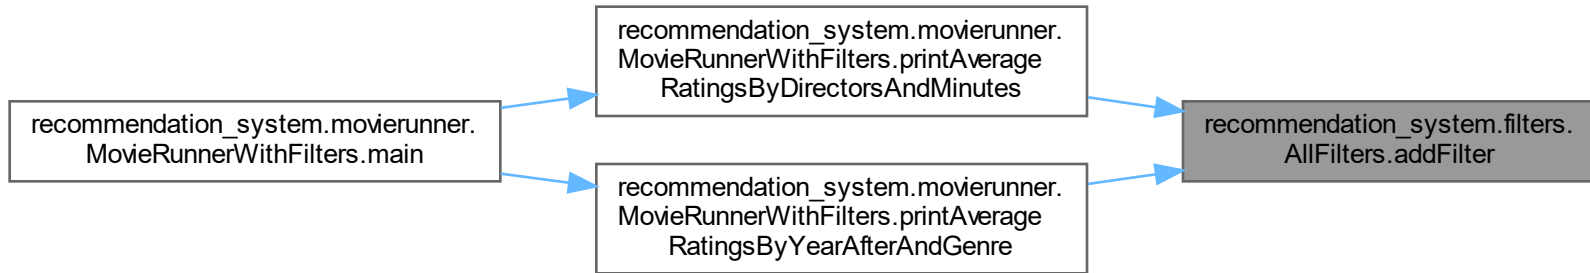 recommendation_system.movierunner.
MovieRunnerWithFilters.printAverage
RatingsByDirectorsAndMinutes
recommendation_system.movierunner.
MovieRunnerWithFilters.main
recommendation_system.filters.
AllFilters.addFilter
recommendation_system.movierunner.
MovieRunnerWithFilters.printAverage
RatingsByYearAfterAndGenre